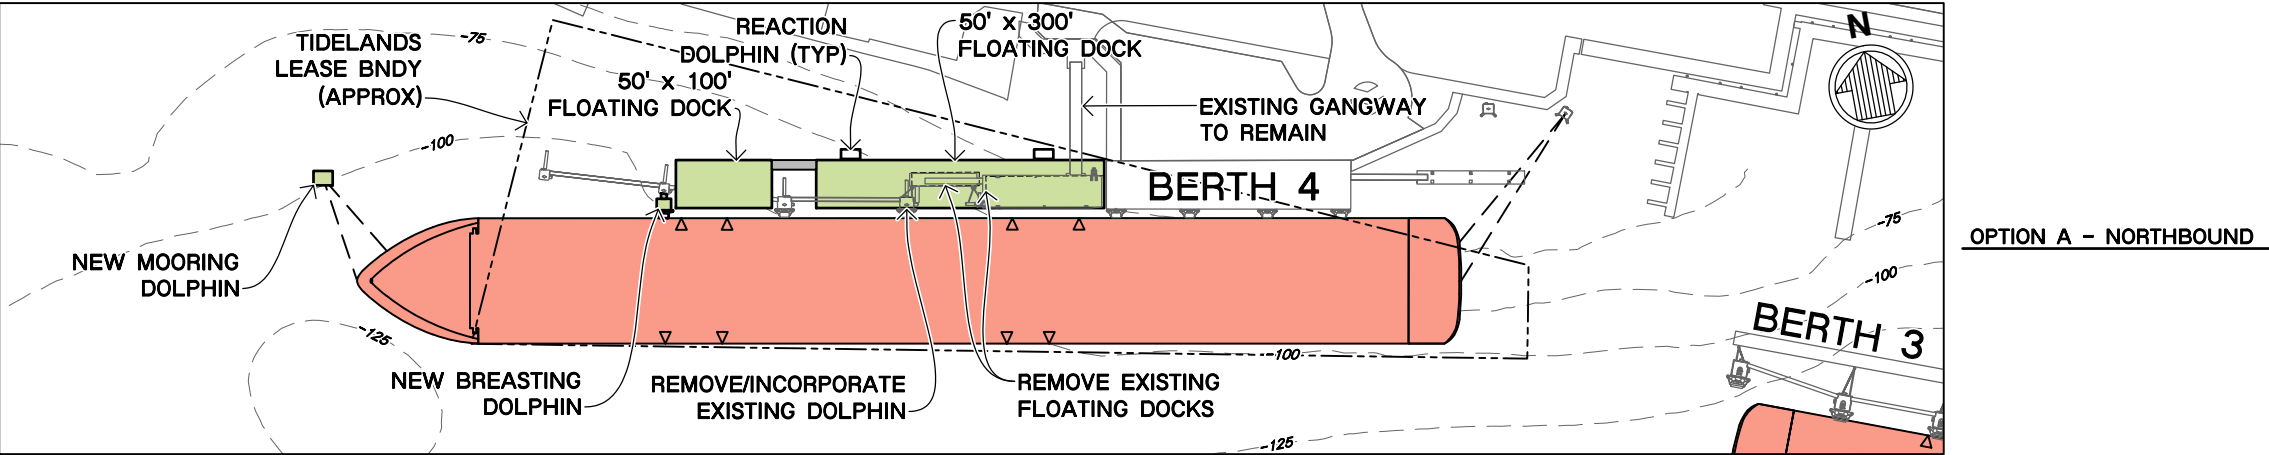 TIDELANDS
LEASE BNDY
(APPROX)
-75
REACTION
DOLPHIN (TYP)
50' x 100'
FLOATING DOCK
50' x 300'
FLOATING DOCK
EXISTING GANGWAY
TO REMAIN
N
-100
BERTH 4
NEW MOORING
DOLPHIN
-75
OPTION A - NORTHBOUND
-100
-125
BERTH 3
-100
NEW BREASTING
DOLPHIN
REMOVE/INCORPORATE
EXISTING DOLPHIN
REMOVE EXISTING
FLOATING DOCKS
-125